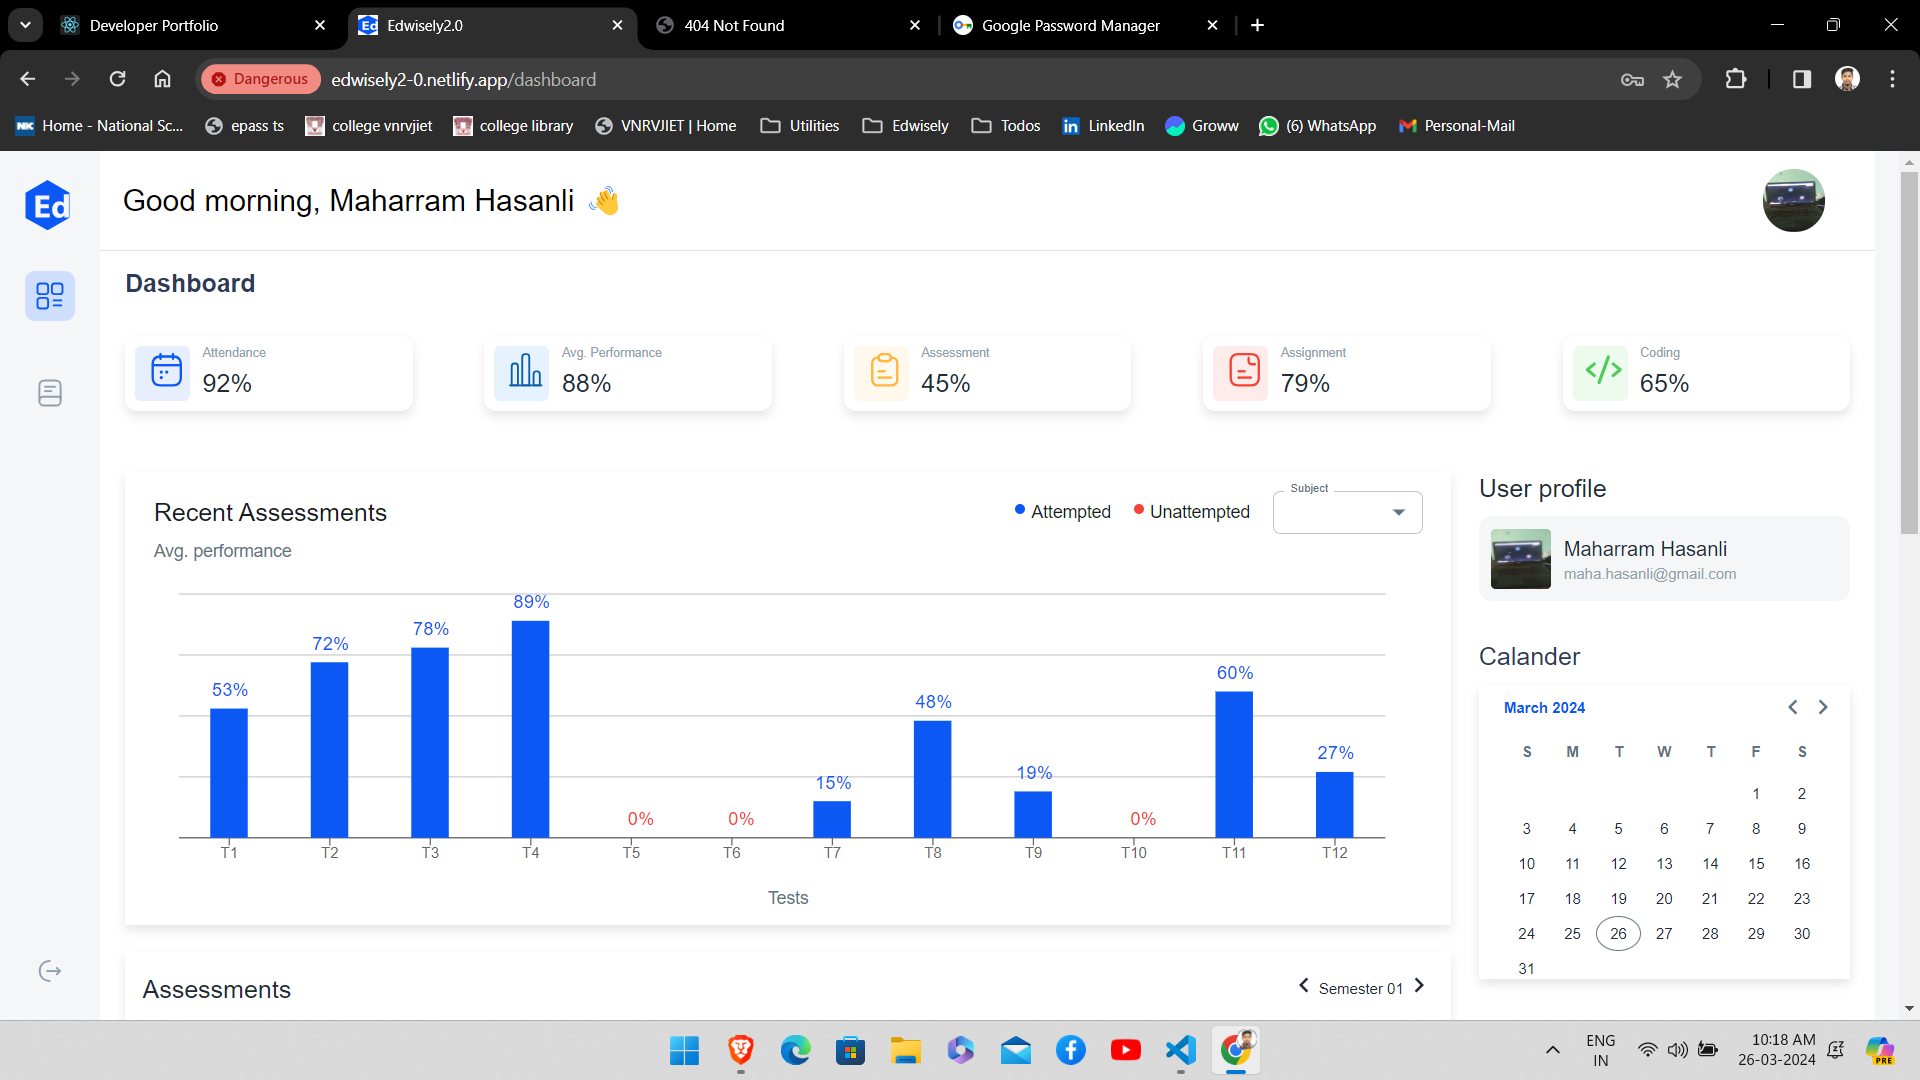 Developer Portfolio
Edwisely2.0
404 Not Found
Google Password Manager
Dangerous
edwisely2-0.netlify.app/dashboard
Home - National Sc...
epass ts
college vnrvjiet
college library
VNRVJIET | Home
Utilities
Edwisely
Todos
LinkedIn
Groww
(6) WhatsApp
Personal-Mail
Ed
Good morning, Maharram Hasanli 👋
Dashboard
Attendance
92%
Avg. Performance
88%
Assessment
45%
Assignment
79%
Coding
65%
Recent Assessments
Avg. performance
Attempted
Unattempted
Subject
53%
72%
78%
89%
0%
0%
15%
48%
19%
0%
60%
27%
T1 T2 T3 T4 T5 T6 T7 T8 T9 T10 T11 T12
Tests
User profile
Maharram Hasanli
maha.hasanli@gmail.com
Calander
March 2024
S M T W T F S
1 2
3 4 5 6 7 8 9
10 11 12 13 14 15 16
17 18 19 20 21 22 23
24 25 26 27 28 29 30
31
Assessments
Semester 01
ENG
IN
10:18 AM
26-03-2024
PRE